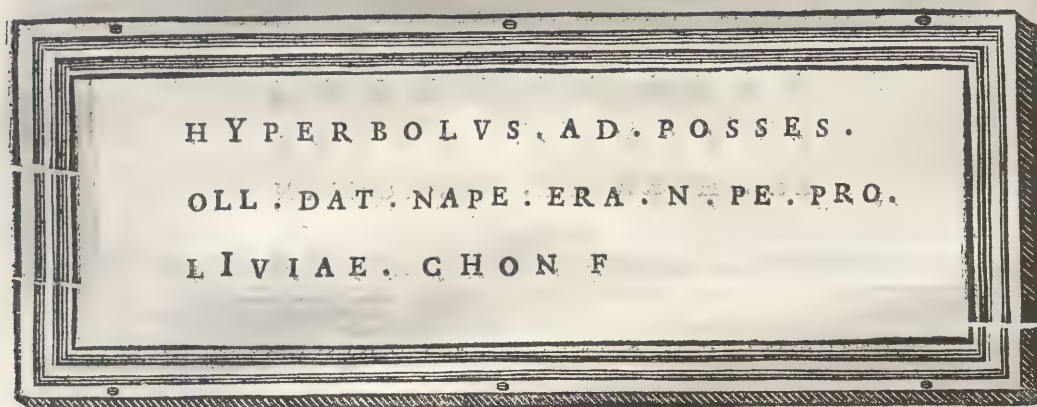 HYPERBOLVS. AD. POSSES.
OLL. DAT. NAPE: ERA. N. PE. PRO.
LIVIAE. CHON F